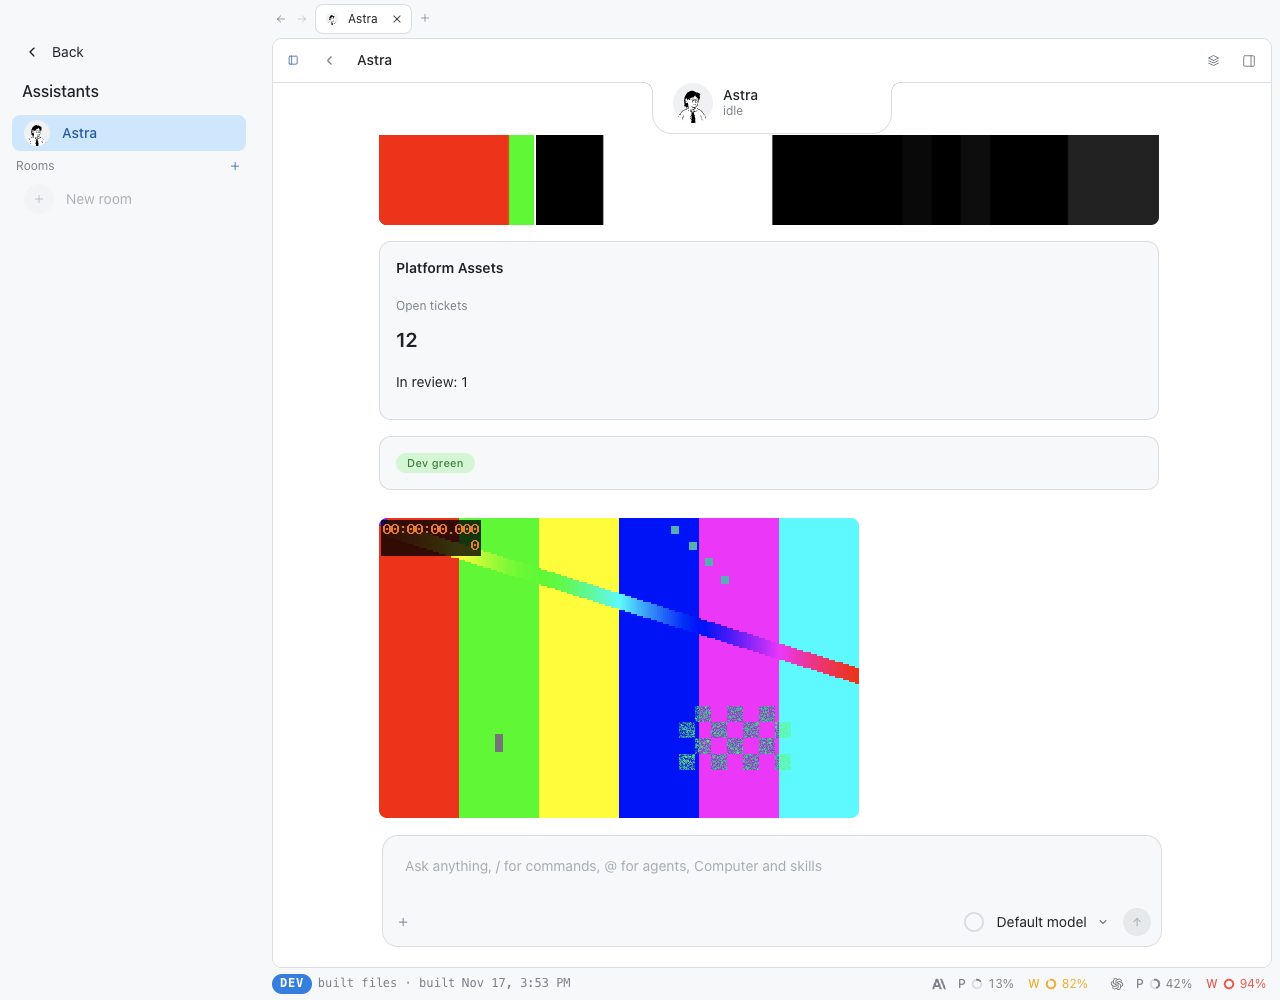 Astra
Back
Astra
Assistants
Astra
idle
Astra
Rooms
New room
Platform Assets
Open tickets
12
In review: 1
Dev green
00:00:00.000
0
Ask anything, / for commands, @ for agents, Computer and skills
Default model
DEV built files · built Nov 17, 3:53 PM
P 13% W 82% P 42% W 94%